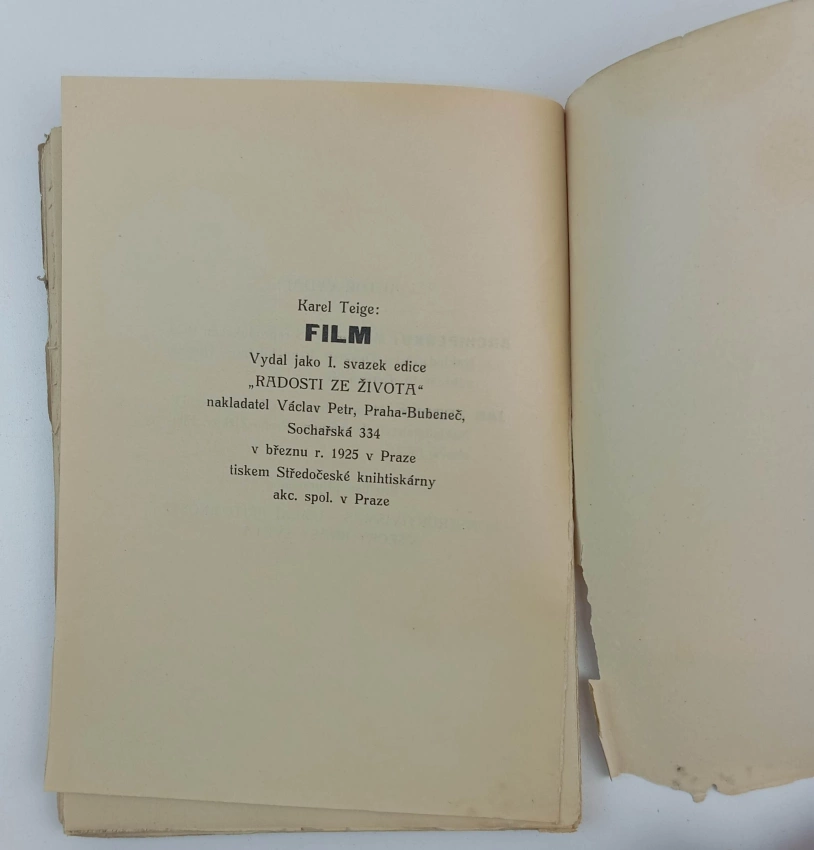 Karel Teige:
FILM
Vydal jako I. svazek edice
„RADOSTI ZE ŽIVOTA“
nakladatel Václav Petr, Praha-Bubeneč,
Sochařská 334
v březnu r. 1925 v Praze
tiskem Středočeské knihtiskárny
akc. spol. v Praze